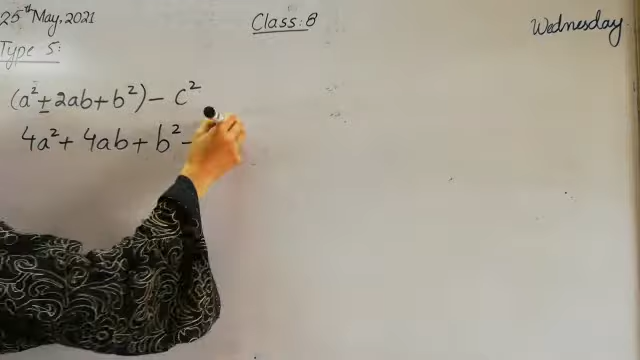 25th May, 2021 Class: 8 Wednesday
Type 5:
(a² ± 2ab + b²) - c²
4a² + 4ab + b² -